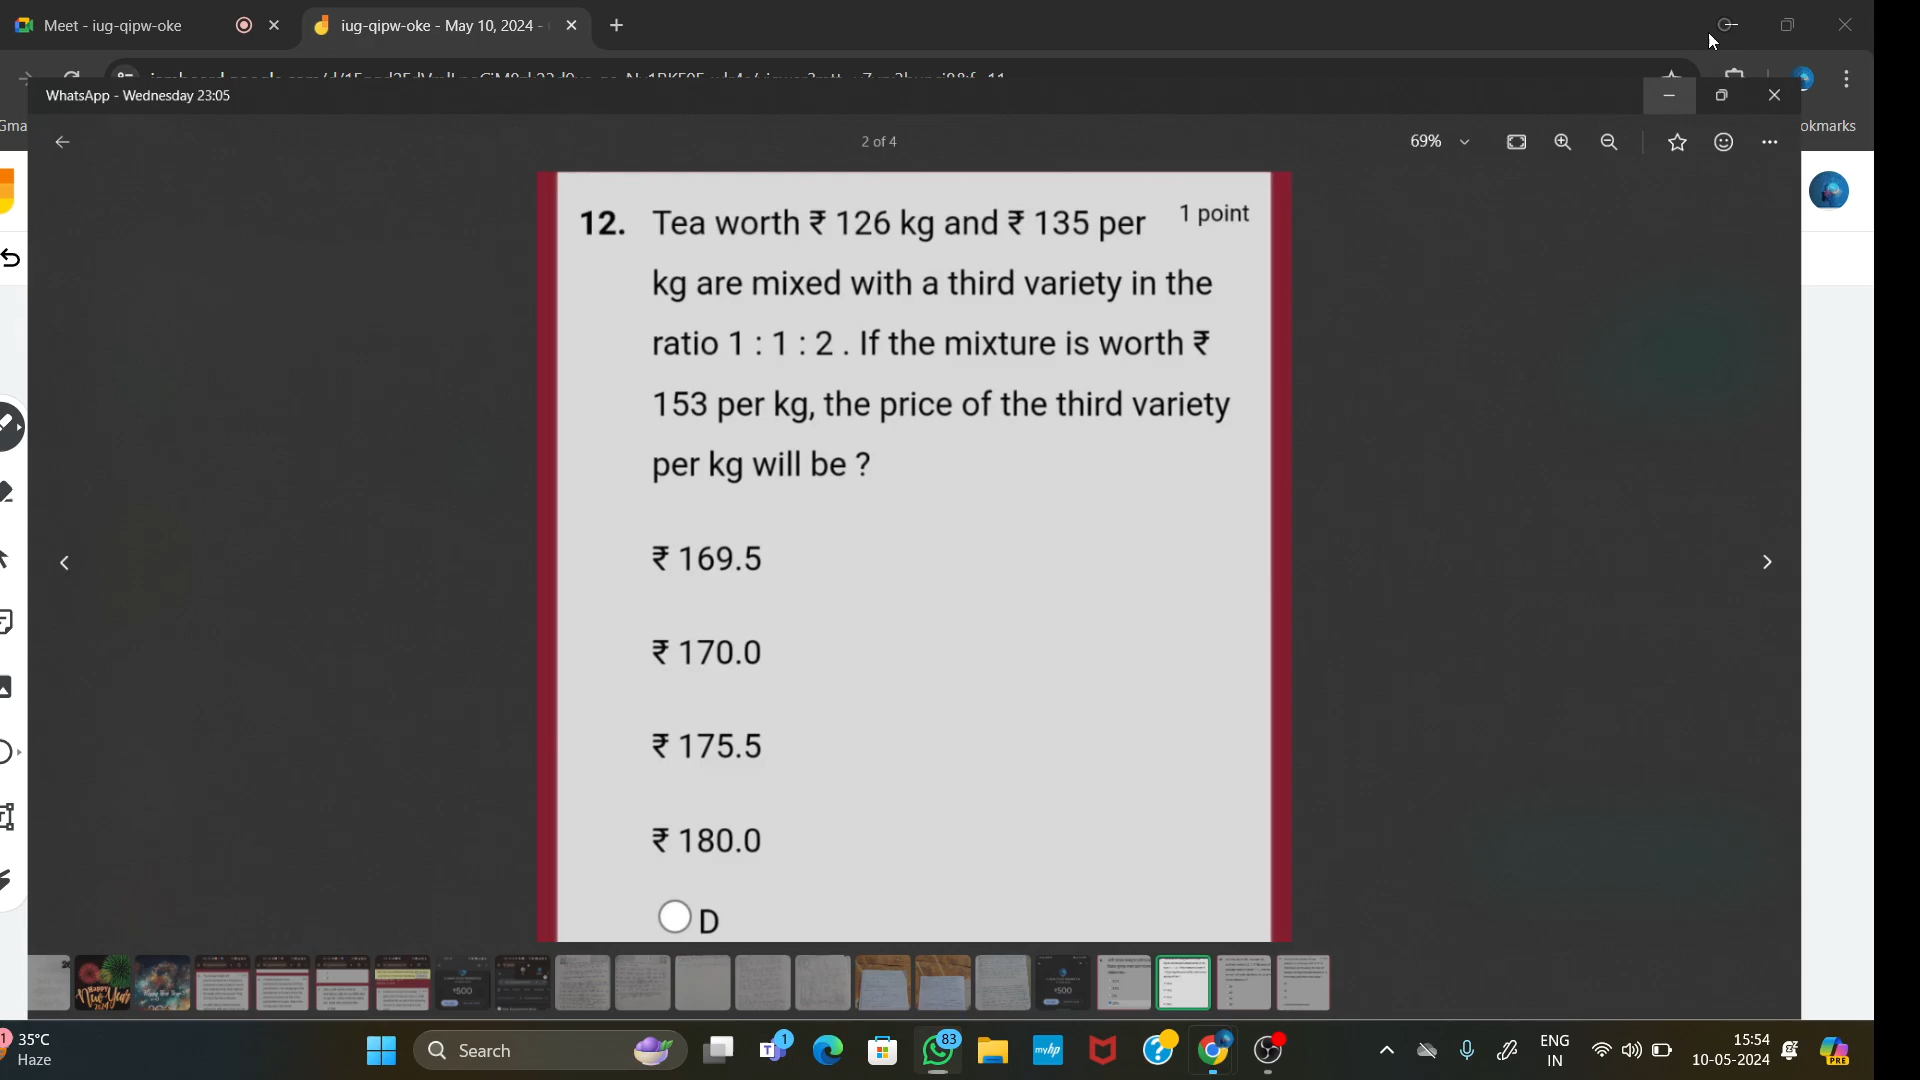 Meet - iug-qipw-oke
iug-qipw-oke - May 10, 2024 -
WhatsApp - Wednesday 23:05
Gma
okmarks
2 of 4
69%
12. Tea worth ₹ 126 kg and ₹ 135 per 1 point
kg are mixed with a third variety in the
ratio 1 : 1 : 2 . If the mixture is worth ₹
153 per kg, the price of the third variety
per kg will be ?
₹ 169.5
₹ 170.0
₹ 175.5
₹ 180.0
D
1 35°C
Haze
Search
1
83
ENG
IN
15:54
10-05-2024
PRE